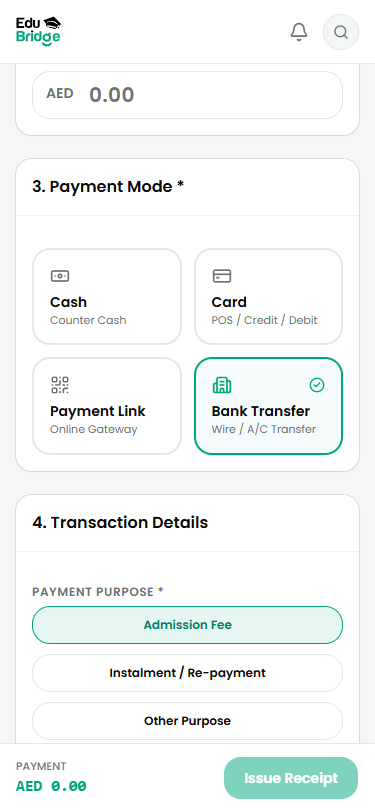 Edu
Bridge
AED 0.00
3. Payment Mode *
Cash
Counter Cash
Card
POS / Credit / Debit
Payment Link
Online Gateway
Bank Transfer
Wire / A/C Transfer
4. Transaction Details
PAYMENT PURPOSE *
Admission Fee
Instalment / Re-payment
Other Purpose
PAYMENT
AED 0.00
Issue Receipt